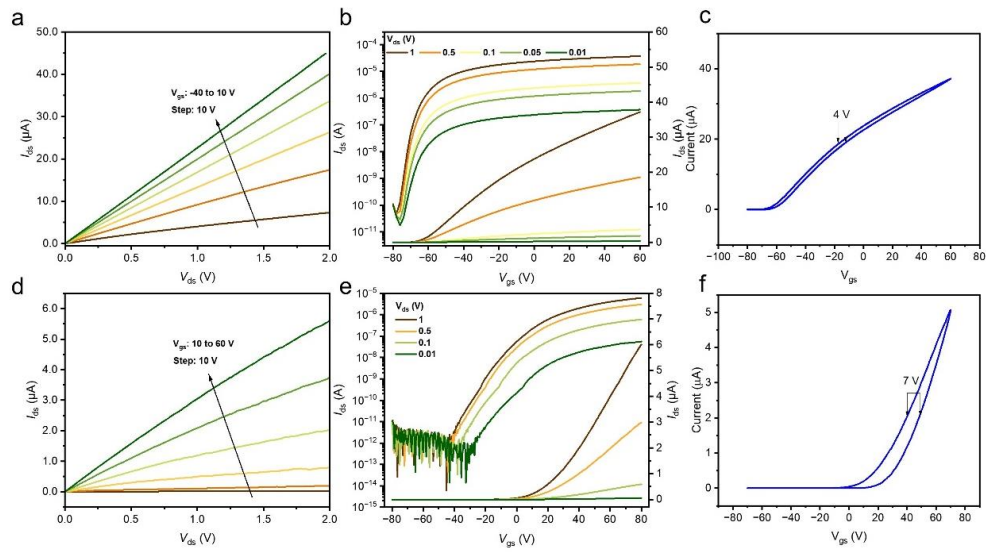 a
50.0
40.0
30.0
20.0
10.0
0.0
Ids (µA)
Vgs: -40 to 10 V
Step: 10 V
0.0 0.5 1.0 1.5 2.0
Vds (V)
b
Vds (V)
1 0.5 0.1 0.05 0.01
10⁻⁴
10⁻⁵
10⁻⁶
10⁻⁷
10⁻⁸
10⁻⁹
10⁻¹⁰
10⁻¹¹
Ids (A)
60
50
40
30
20
10
0
Ids (µA)
−80 −60 −40 −20 0 20 40 60
Vgs (V)
c
40
20
0
Current (µA)
4 V
−100 −80 −60 −40 −20 0 20 40 60 80
Vgs
d
6.0
5.0
4.0
3.0
2.0
1.0
0.0
Ids (µA)
Vgs: 10 to 60 V
Step: 10 V
0.0 0.5 1.0 1.5 2.0
Vds (V)
e
Vds (V)
1
0.5
0.1
0.01
10⁻⁵
10⁻⁶
10⁻⁷
10⁻⁸
10⁻⁹
10⁻¹⁰
10⁻¹¹
10⁻¹²
10⁻¹³
10⁻¹⁴
10⁻¹⁵
Ids (A)
8
7
6
5
4
3
2
1
0
Ids (µA)
−80 −60 −40 −20 0 20 40 60 80
Vgs (V)
f
5
4
3
2
1
0
Current (µA)
7 V
−80 −60 −40 −20 0 20 40 60 80
Vgs (V)